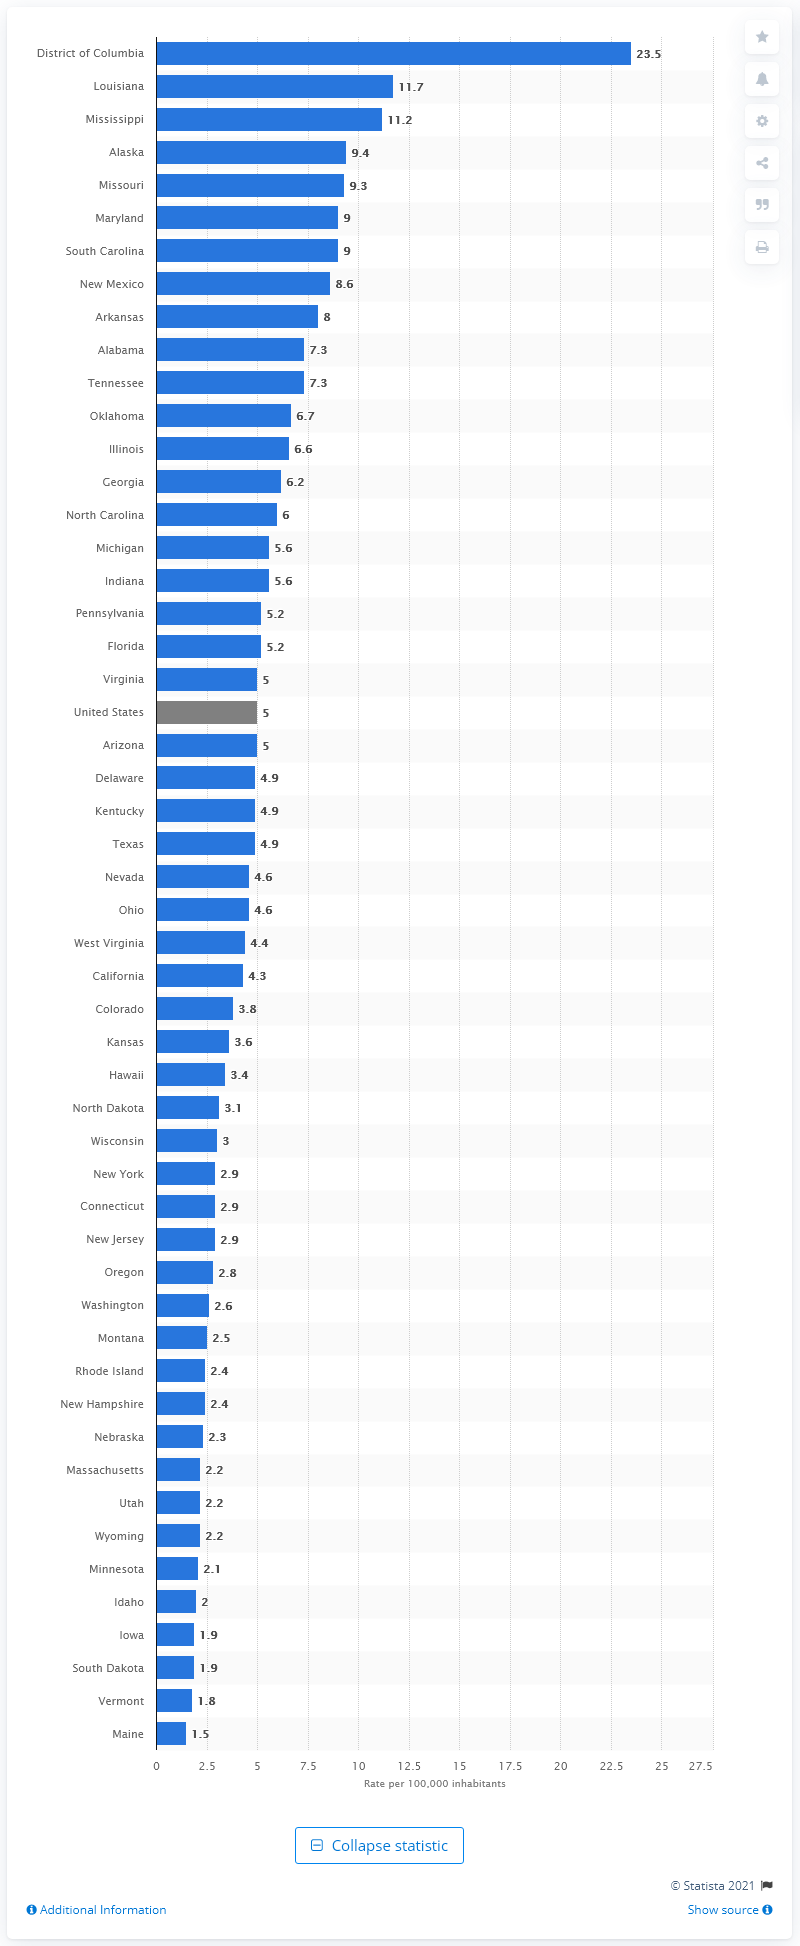 District of Columbia 23.5
Louisiana 11.7
Mississippi 11.2
Alaska 9.4
Missouri 9.3
Maryland 9
South Carolina 9
New Mexico 8.6
Arkansas 8
Alabama 7.3
Tennessee 7.3
Oklahoma 6.7
Illinois 6.6
Georgia 6.2
North Carolina 6
Michigan 5.6
Indiana 5.6
Pennsylvania 5.2
Florida 5.2
Virginia 5
United States 5
Arizona 5
Delaware 4.9
Kentucky 4.9
Texas 4.9
Nevada 4.6
Ohio 4.6
West Virginia 4.4
California 4.3
Colorado 3.8
Kansas 3.6
Hawaii 3.4
North Dakota 3.1
Wisconsin 3
New York 2.9
Connecticut 2.9
New Jersey 2.9
Oregon 2.8
Washington 2.6
Montana 2.5
Rhode Island 2.4
New Hampshire 2.4
Nebraska 2.3
Massachusetts 2.2
Utah 2.2
Wyoming 2.2
Minnesota 2.1
Idaho 2
Iowa 1.9
South Dakota 1.9
Vermont 1.8
Maine 1.5
0 2.5 5 7.5 10 12.5 15 17.5 20 22.5 25 27.5
Rate per 100,000 inhabitants
Collapse statistic
© Statista 2021
Additional Information Show source